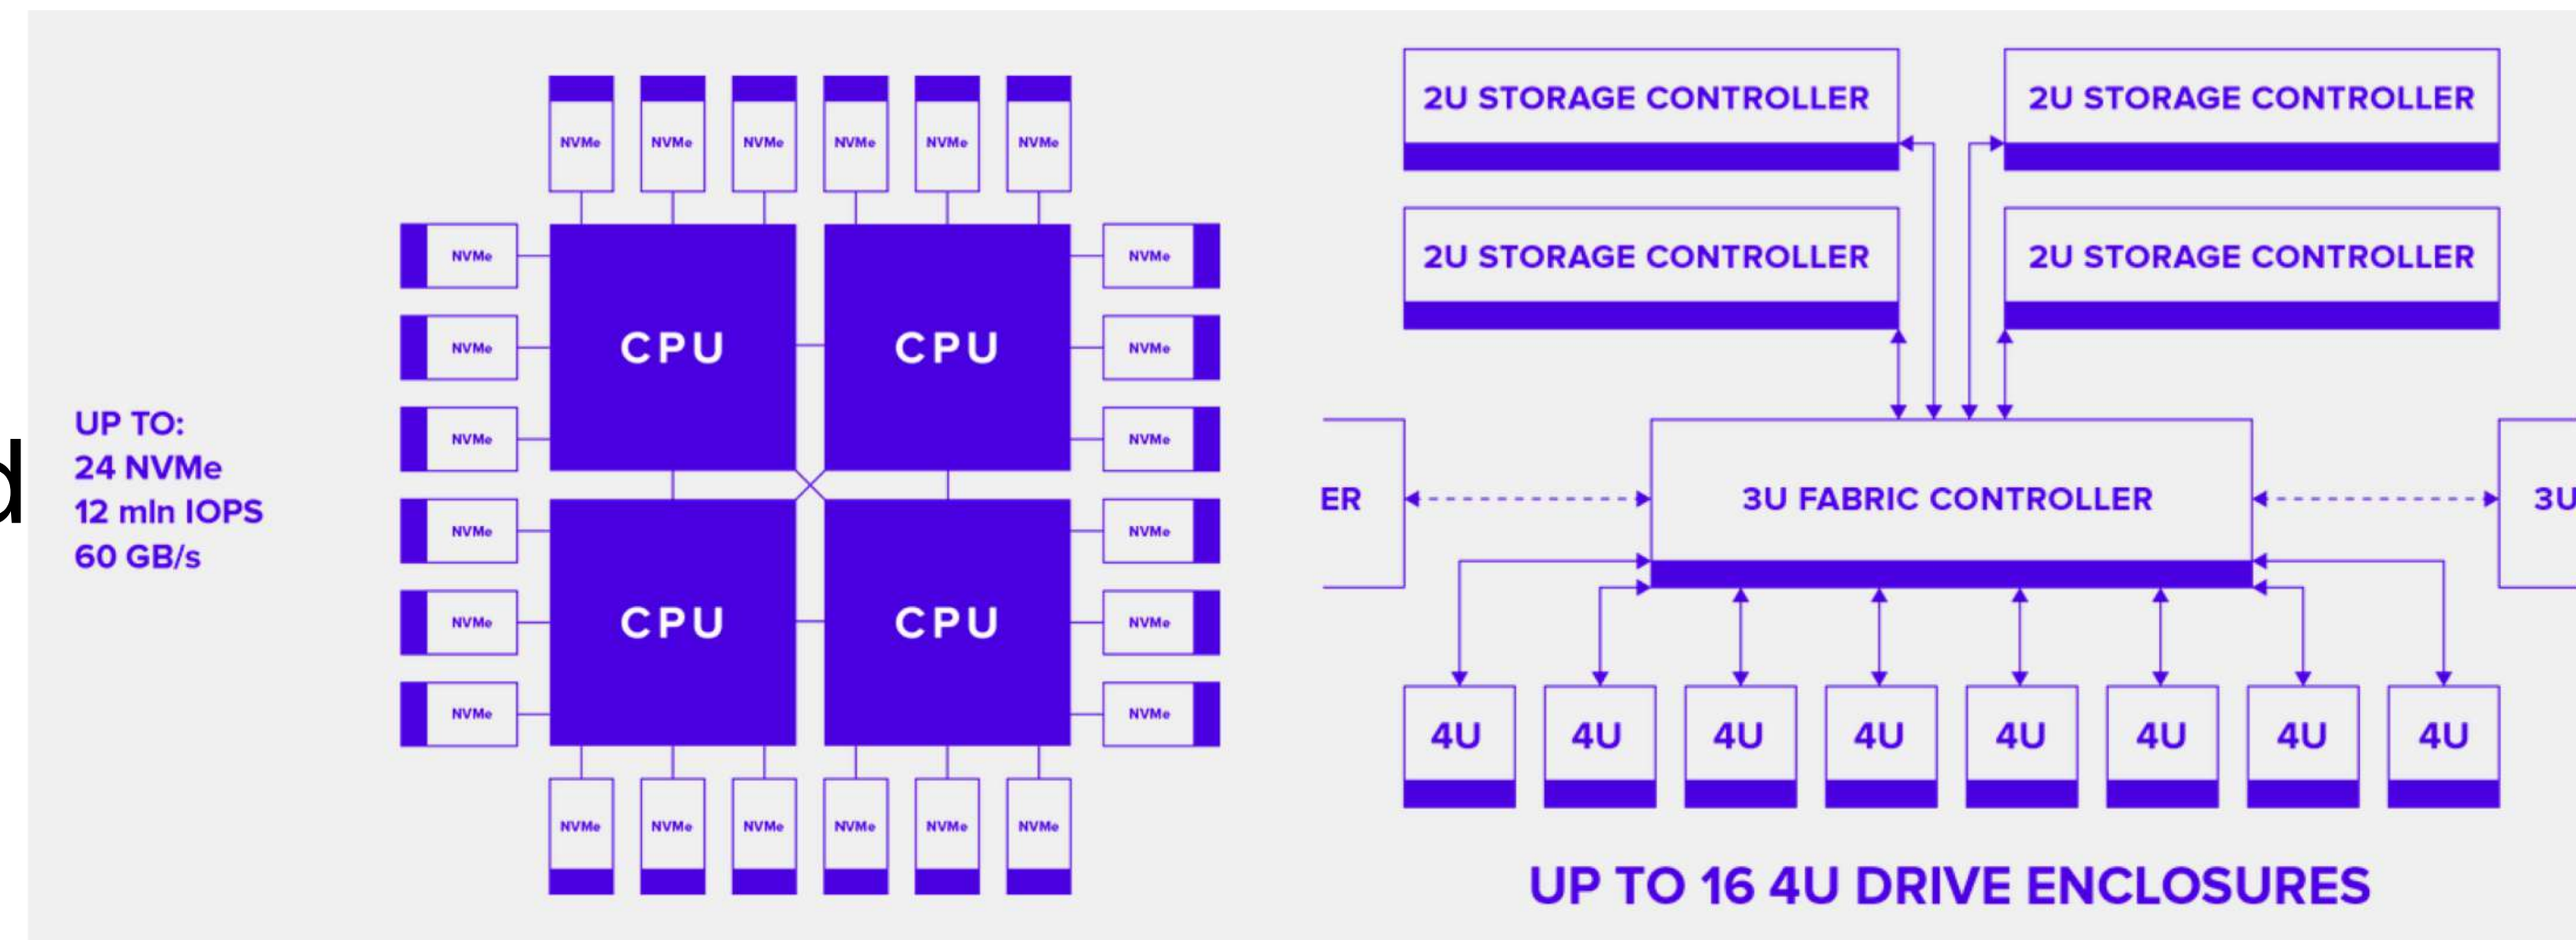 d
UP TO:
24 NVMe
12 mln IOPS
60 GB/s
NVMe NVMe NVMe NVMe NVMe NVMe
NVMe NVMe
NVMe CPU CPU NVMe
NVMe NVMe
NVMe NVMe
NVMe CPU CPU NVMe
NVMe NVMe
NVMe NVMe NVMe NVMe NVMe NVMe
2U STORAGE CONTROLLER 2U STORAGE CONTROLLER
2U STORAGE CONTROLLER 2U STORAGE CONTROLLER
ER 3U FABRIC CONTROLLER 3U
4U 4U 4U 4U 4U 4U 4U 4U
UP TO 16 4U DRIVE ENCLOSURES